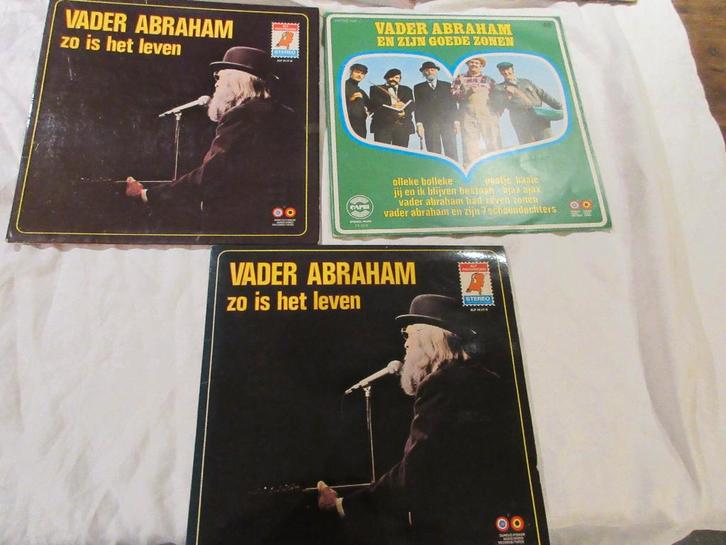 VADER ABRAHAM
zo is het leven
STEREO
VADER ABRAHAM
EN ZIJN GOEDE ZONEN
olleke bolleke
jij en ik blijven bestaan - ajax ajax
vader abraham had zeven zonen
vader abraham en zijn 7 schoondochters
CAPRI
VADER ABRAHAM
zo is het leven
STEREO